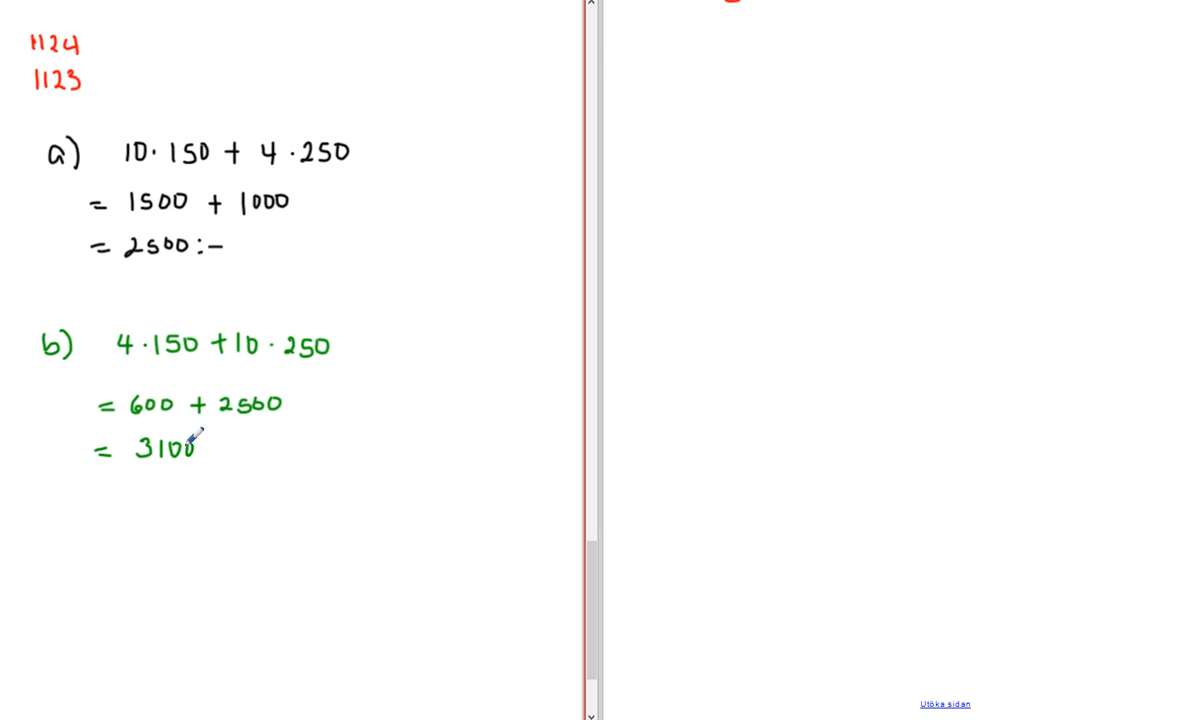 1124
1123
a) 10·150 + 4·250
= 1500 + 1000
= 2500:-
b) 4·150 + 10·250
= 600 + 2500
= 3100
Utöka sidan